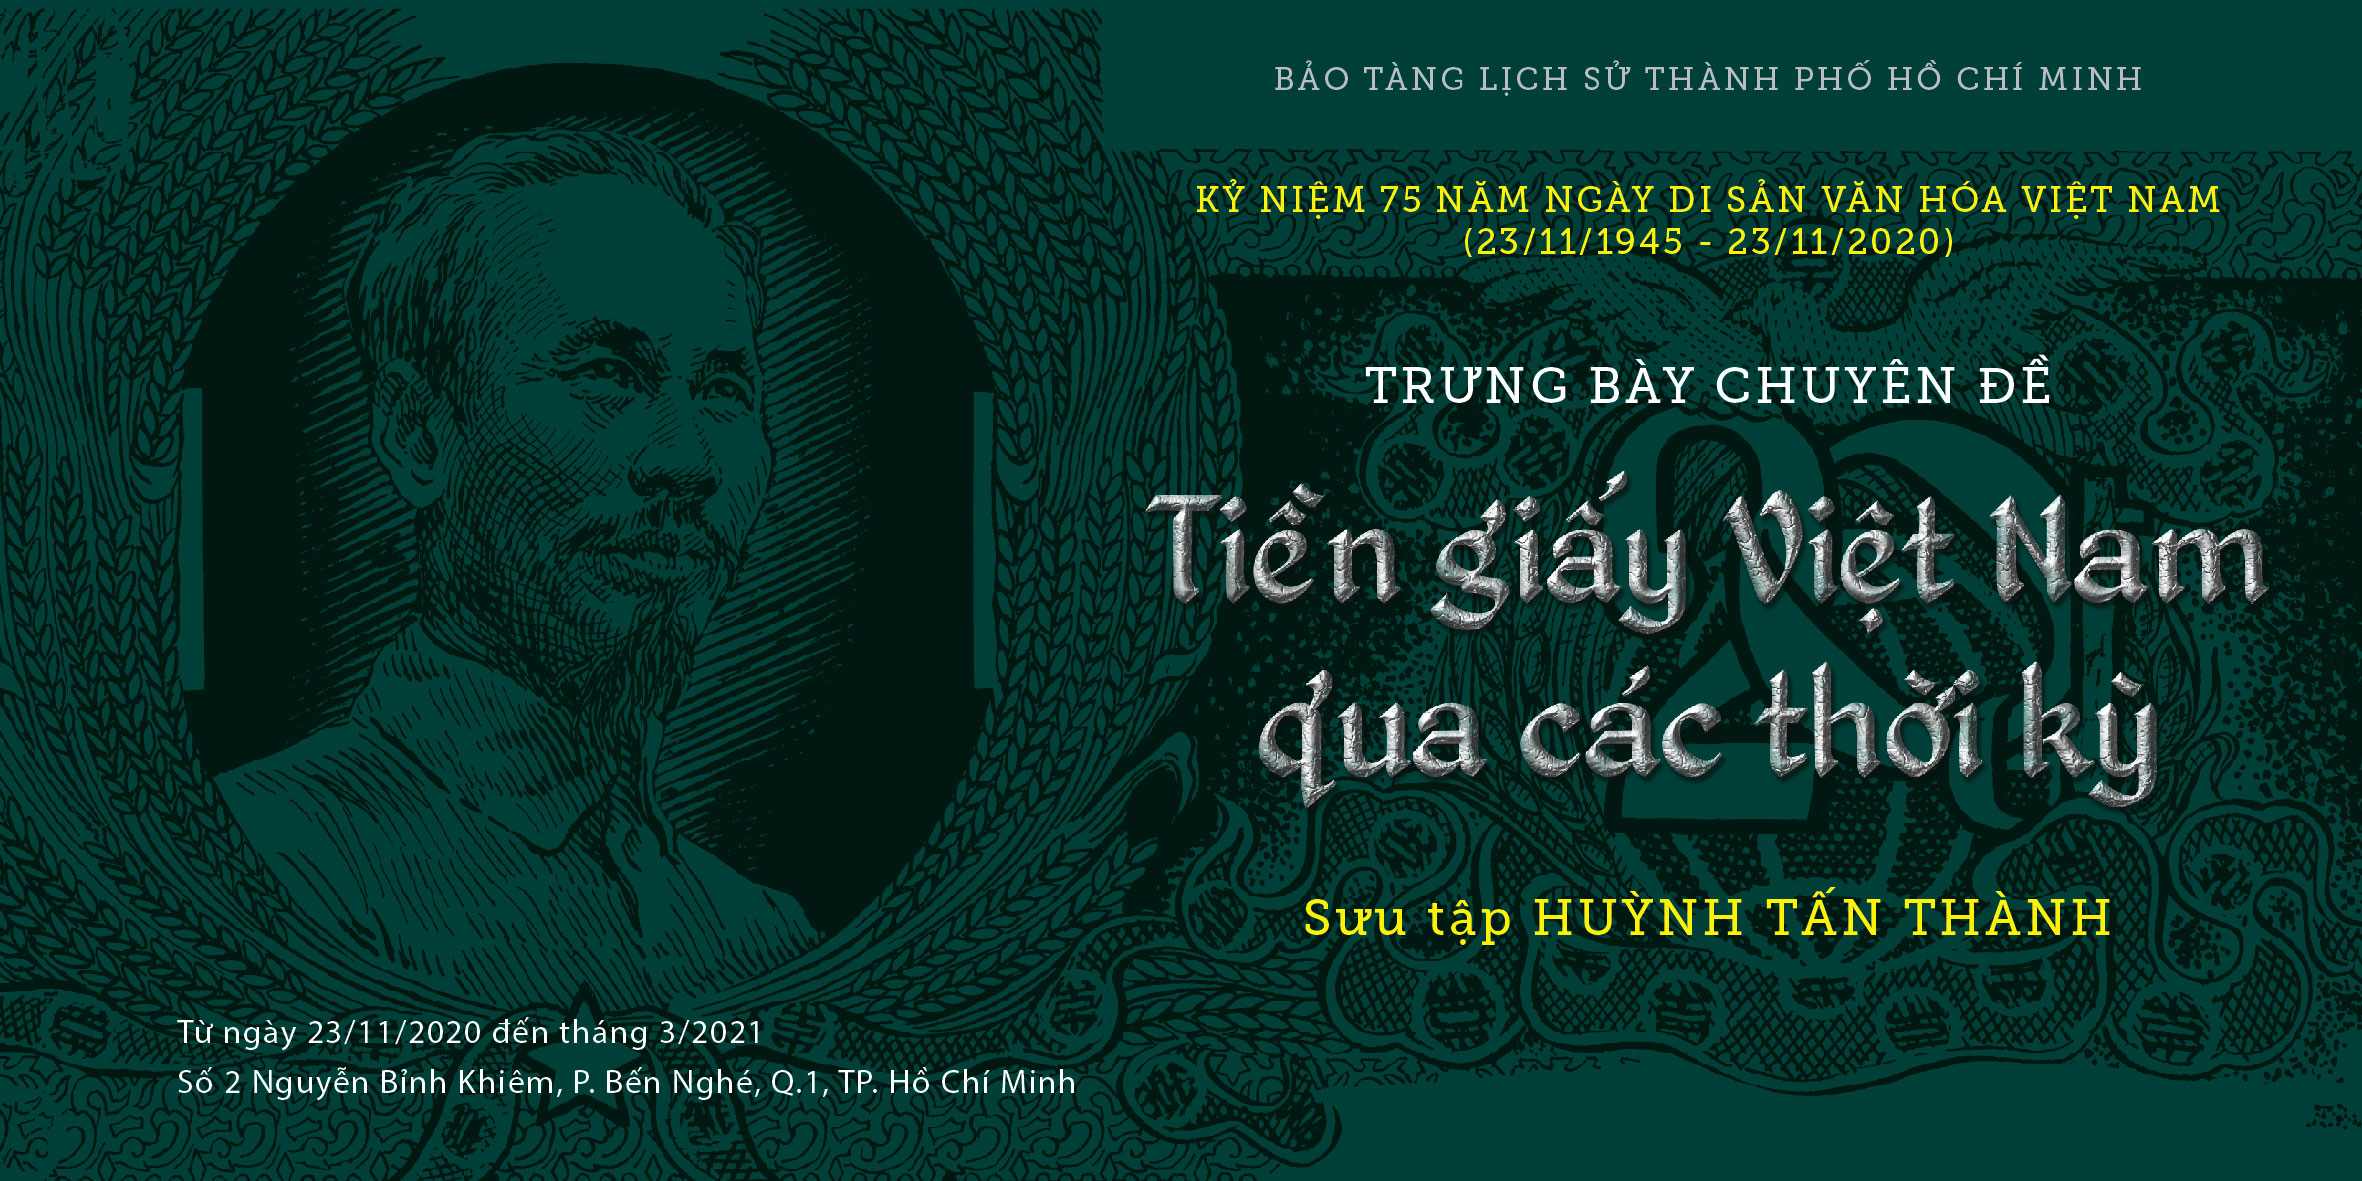 BẢO TÀNG LỊCH SỬ THÀNH PHỐ HỒ CHÍ MINH
KỶ NIỆM 75 NĂM NGÀY DI SẢN VĂN HÓA VIỆT NAM
(23/11/1945 - 23/11/2020)
TRƯNG BÀY CHUYÊN ĐỀ
Tiền giấy Việt Nam
qua các thời kỳ
Sưu tập HUỲNH TẤN THÀNH
Từ ngày 23/11/2020 đến tháng 3/2021
Số 2 Nguyễn Bỉnh Khiêm, P. Bến Nghé, Q.1, TP. Hồ Chí Minh